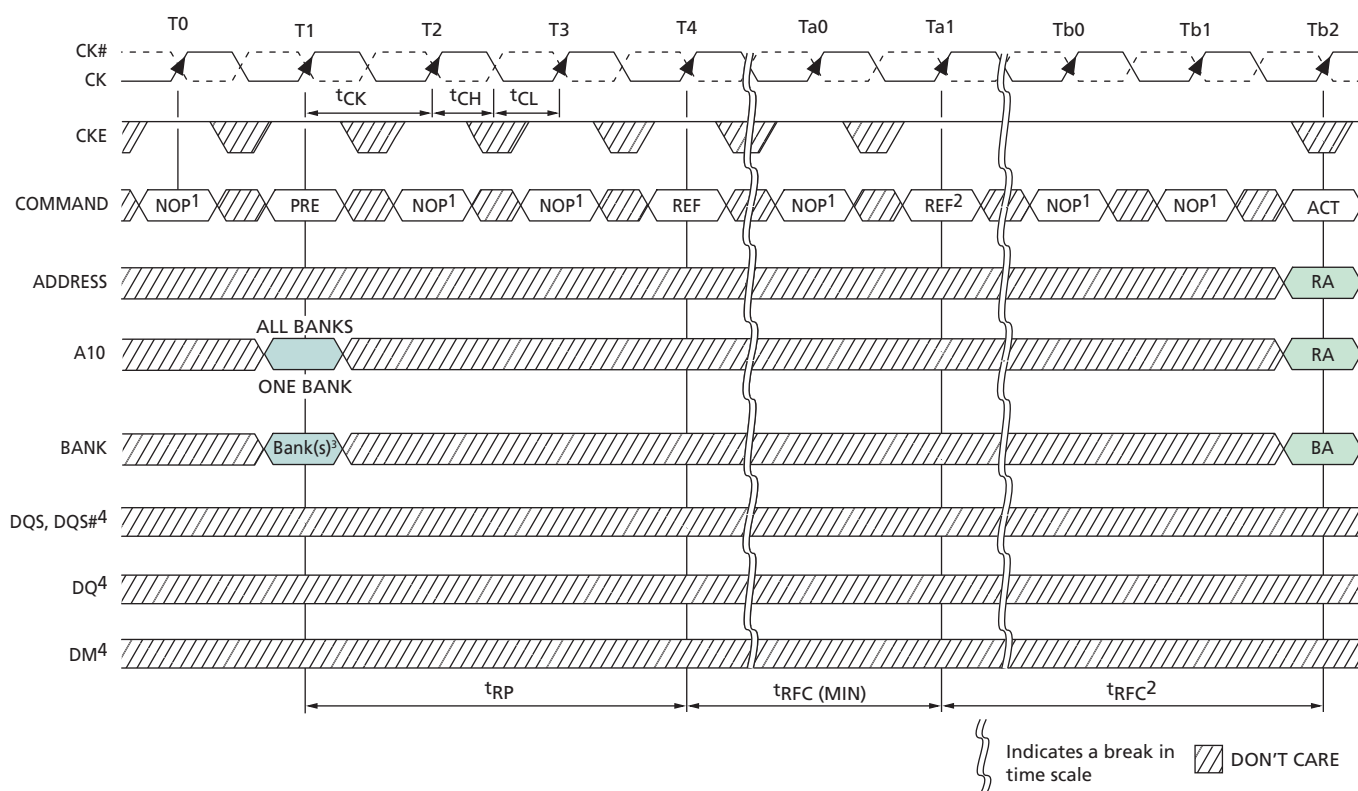 T0 T1 T2 T3 T4 Ta0 Ta1 Tb0 Tb1 Tb2
CK#
CK
tCK tCH tCL
CKE
COMMAND NOP1 PRE NOP1 NOP1 REF NOP1 REF2 NOP1 NOP1 ACT
ADDRESS RA
ALL BANKS
A10 RA
ONE BANK
BANK Bank(s)3 BA
DQS, DQS#4
DQ4
DM4
tRP tRFC (MIN) tRFC2
Indicates a break in
time scale
DON'T CARE